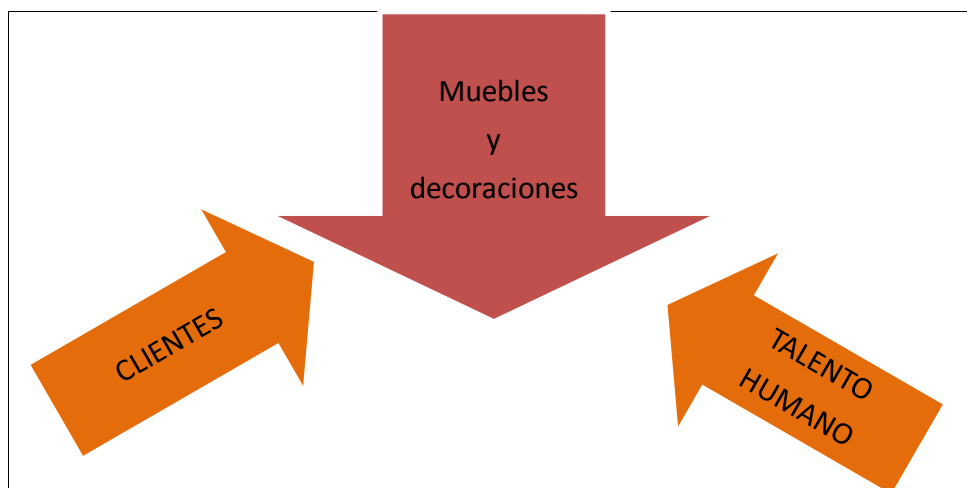 Muebles
y
decoraciones
CLIENTES
TALENTO
HUMANO